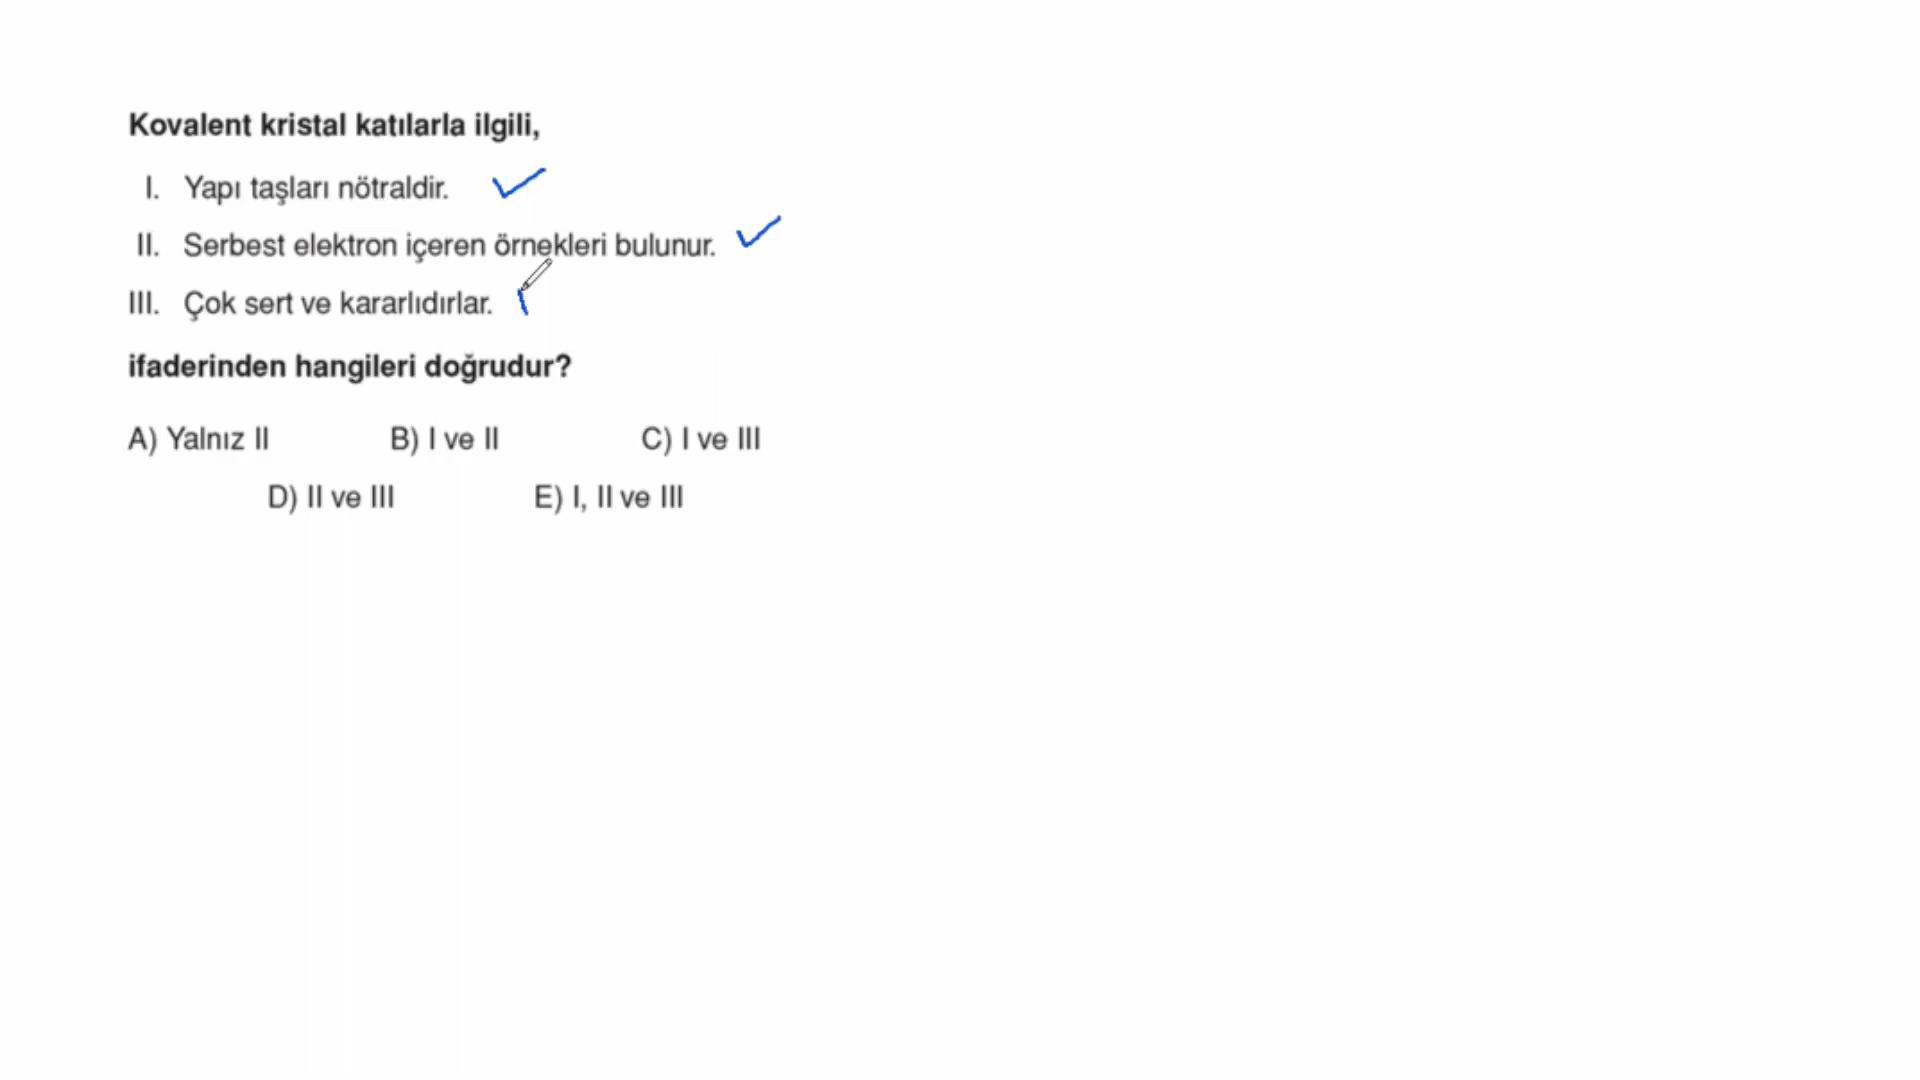 Kovalent kristal katılarla ilgili,
I. Yapı taşları nötraldir.
II. Serbest elektron içeren örnekleri bulunur.
III. Çok sert ve kararlıdırlar.
ifaderinden hangileri doğrudur?
A) Yalnız II B) I ve II C) I ve III
D) II ve III E) I, II ve III